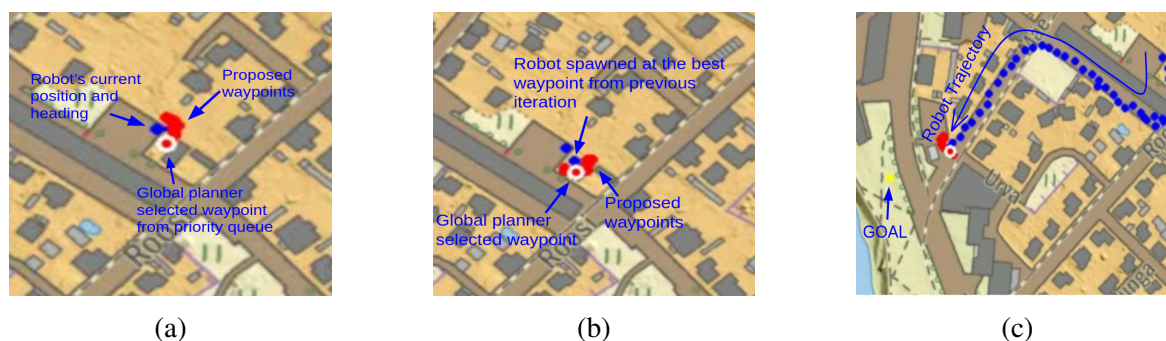 Robot's current
position and
heading
Proposed
waypoints
Global planner
selected waypoint
from priority queue
Robot spawned at the best
waypoint from previous
iteration
Global planner
selected waypoint
Proposed
waypoints
Robot Trajectory
Urva
GOAL
(a)
(b)
(c)